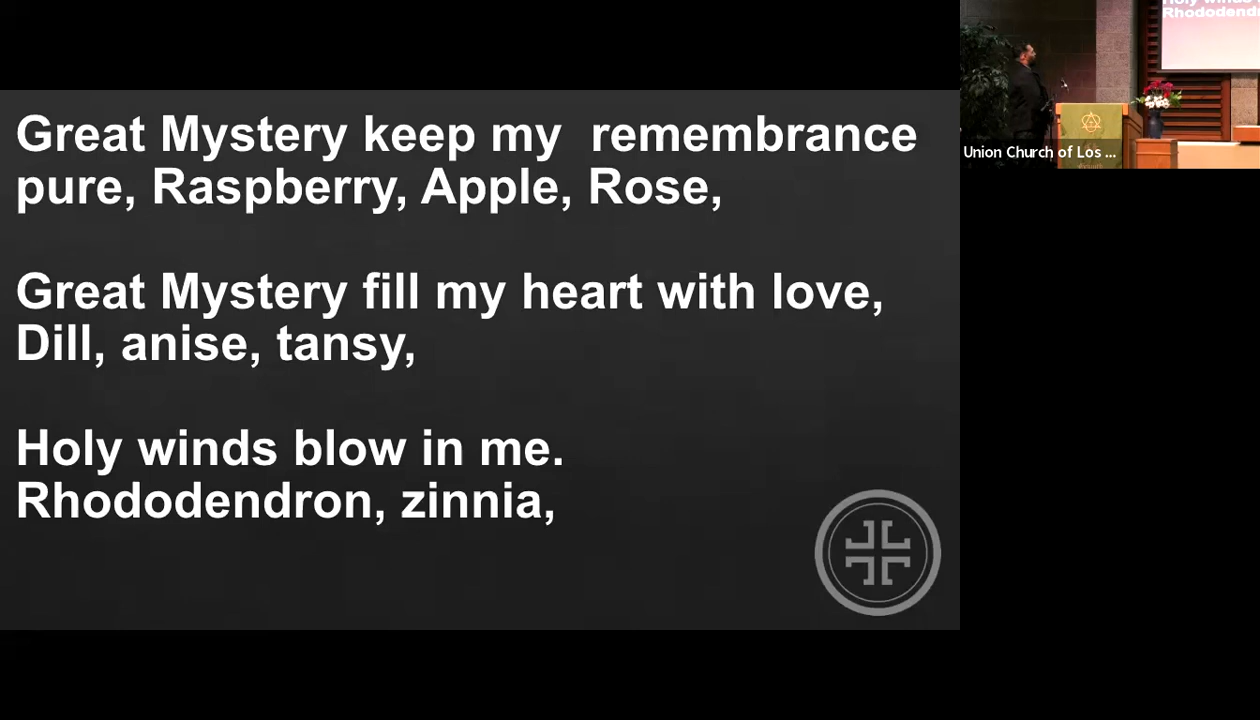 Great Mystery keep my  remembrance
pure, Raspberry, Apple, Rose,
Great Mystery fill my heart with love,
Dill, anise, tansy,
Holy winds blow in me.
Rhododendron, zinnia,
Union Church of Los ...